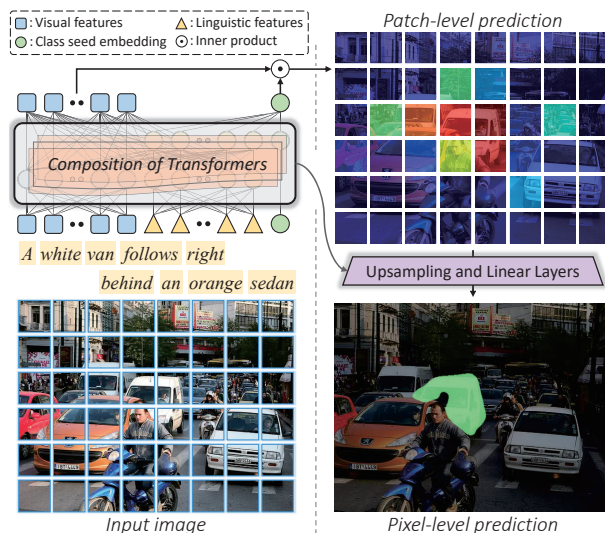 : Visual features
: Linguistic features
: Class seed embedding
: Inner product
Composition of Transformers
A white van follows right
behind an orange sedan
Input image
Patch-level prediction
Upsampling and Linear Layers
Pixel-level prediction